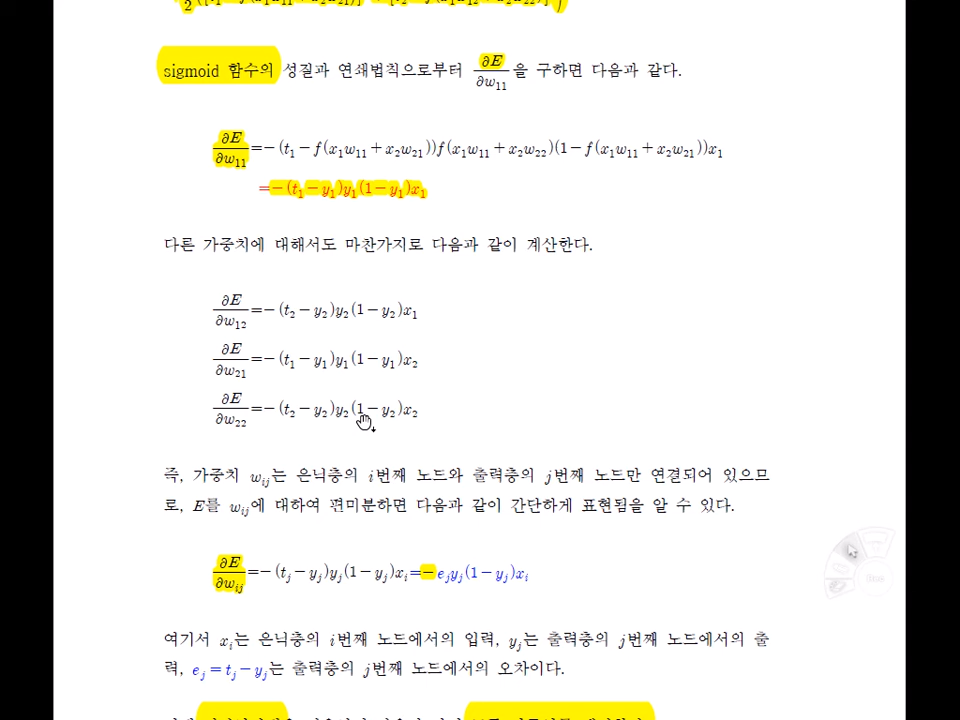 sigmoid 함수의 성질과 연쇄법칙으로부터 ∂E/∂w₁₁을 구하면 다음과 같다.
∂E/∂w₁₁=-(t₁-f(x₁w₁₁+x₂w₂₁))f(x₁w₁₁+x₂w₂₂)(1-f(x₁w₁₁+x₂w₂₁))x₁
=-(t₁-y₁)y₁(1-y₁)x₁
다른 가중치에 대해서도 마찬가지로 다음과 같이 계산한다.
∂E/∂w₁₂=-(t₂-y₂)y₂(1-y₂)x₁
∂E/∂w₂₁=-(t₁-y₁)y₁(1-y₁)x₂
∂E/∂w₂₂=-(t₂-y₂)y₂(1-y₂)x₂
즉, 가중치 wᵢⱼ는 은닉층의 i번째 노드와 출력층의 j번째 노드만 연결되어 있으므
로, E를 wᵢⱼ에 대하여 편미분하면 다음과 같이 간단하게 표현됨을 알 수 있다.
∂E/∂wᵢⱼ=-(tⱼ-yⱼ)yⱼ(1-yⱼ)xᵢ=-eⱼyⱼ(1-yⱼ)xᵢ
여기서 xᵢ는 은닉층의 i번째 노드에서의 입력, yⱼ는 출력층의 j번째 노드에서의 출
력, eⱼ=tⱼ-yⱼ는 출력층의 j번째 노드에서의 오차이다.